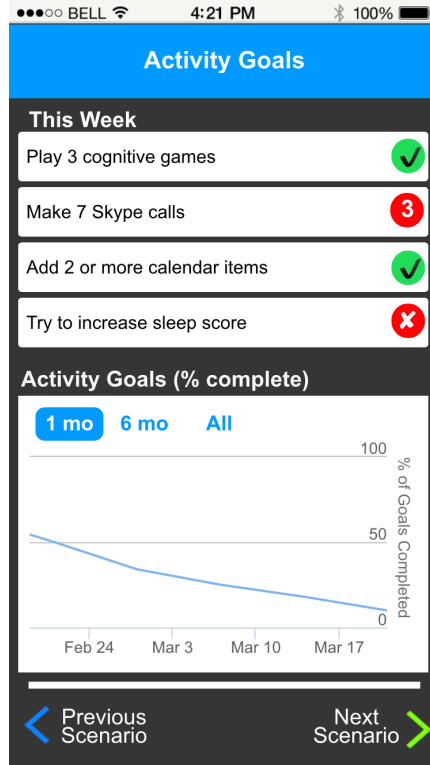 BELL 4:21 PM 100%
Activity Goals
This Week
Play 3 cognitive games
Make 7 Skype calls 3
Add 2 or more calendar items
Try to increase sleep score
Activity Goals (% complete)
1 mo 6 mo All
100
50
0
% of Goals Completed
Feb 24 Mar 3 Mar 10 Mar 17
Previous
Scenario
Next
Scenario